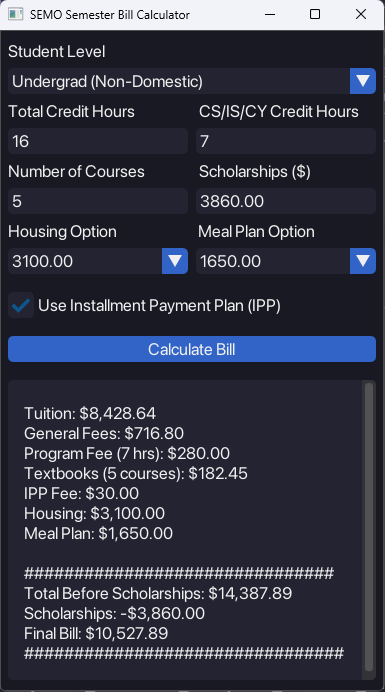 SEMO Semester Bill Calculator
Student Level
Undergrad (Non-Domestic)
Total Credit Hours CS/IS/CY Credit Hours
16 7
Number of Courses Scholarships ($)
5 3860.00
Housing Option Meal Plan Option
3100.00 1650.00
Use Installment Payment Plan (IPP)
Calculate Bill
Tuition: $8,428.64
General Fees: $716.80
Program Fee (7 hrs): $280.00
Textbooks (5 courses): $182.45
IPP Fee: $30.00
Housing: $3,100.00
Meal Plan: $1,650.00
###############################
Total Before Scholarships: $14,387.89
Scholarships: -$3,860.00
Final Bill: $10,527.89
################################